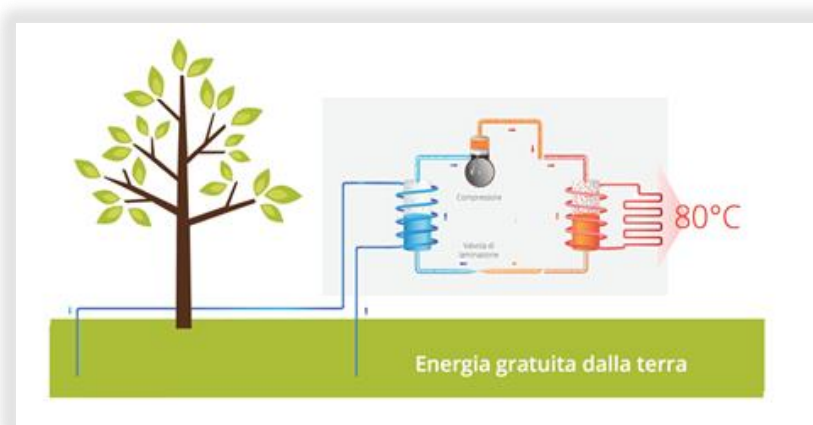 Compressore
80°C
Valvola di
laminazione
Energia gratuita dalla terra